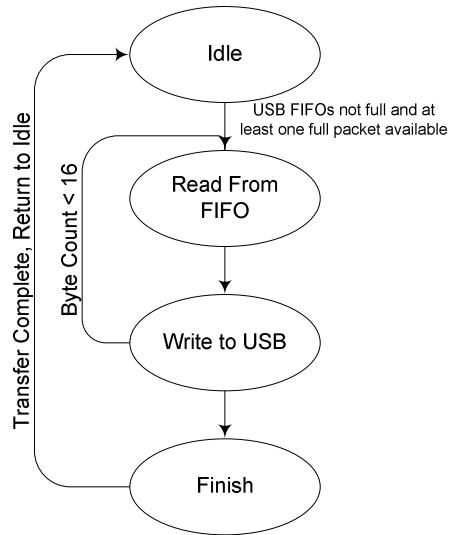 Idle
USB FIFOs not full and at
least one full packet available
Read From
FIFO
Byte Count < 16
Transfer Complete, Return to Idle
Write to USB
Finish